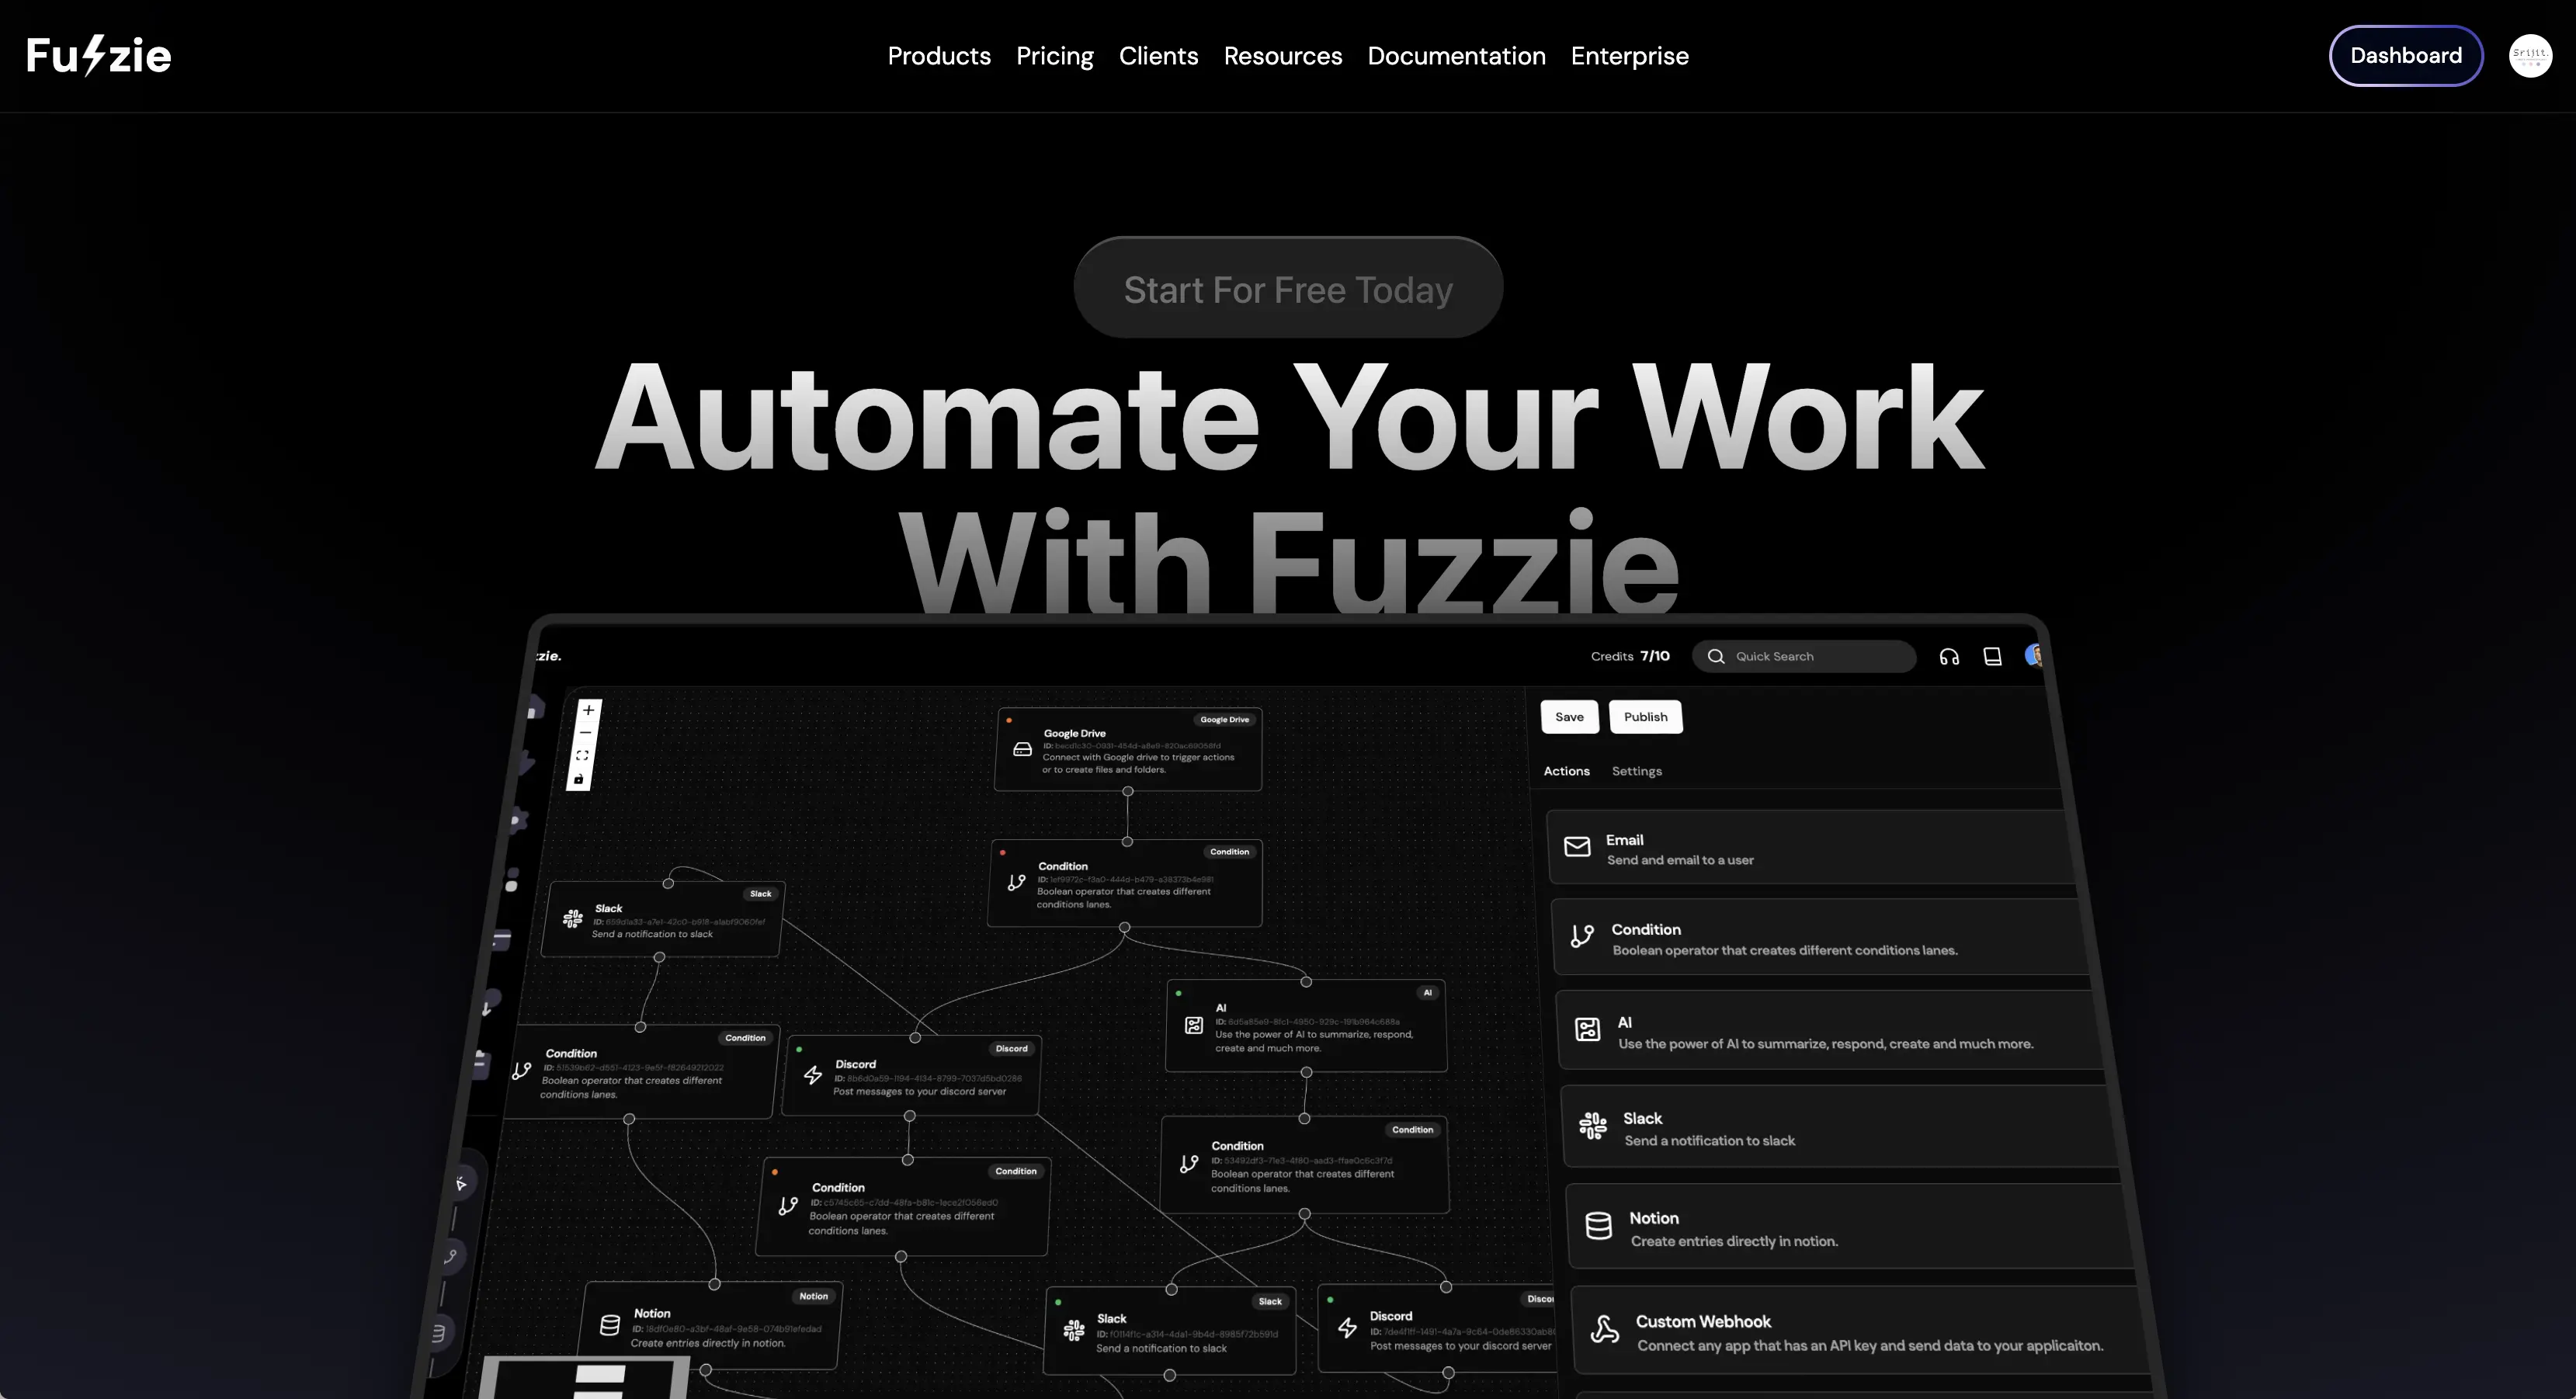 Fuzzie
Products Pricing Clients Resources Documentation Enterprise
Dashboard
Srijit.
Start For Free Today
Automate Your Work
With Fuzzie
zzie.
Credits 7/10
Quick Search
Save
Publish
Actions
Settings
Google Drive
Google Drive
Connect with Google drive to trigger actions
or to create files and folders.
Condition
Condition
Boolean operator that creates different
conditions lanes.
Slack
Slack
Send a notification to slack
AI
AI
Use the power of AI to summarize, respond,
create and much more.
Condition
Condition
Boolean operator that creates different
conditions lanes.
Discord
Discord
Post messages to your discord server
Condition
Condition
Boolean operator that creates different
conditions lanes.
Condition
Condition
Boolean operator that creates different
conditions lanes.
Notion
Notion
Create entries directly in notion.
Slack
Slack
Send a notification to slack
Discord
Post messages to your discord server
Email
Send and email to a user
Condition
Boolean operator that creates different conditions lanes.
AI
Use the power of AI to summarize, respond, create and much more.
Slack
Send a notification to slack
Notion
Create entries directly in notion.
Custom Webhook
Connect any app that has an API key and send data to your applicaiton.